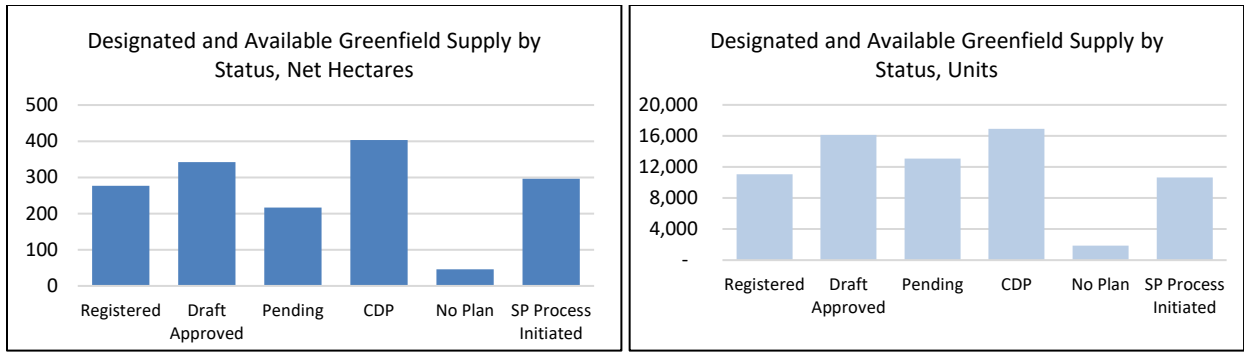 Designated and Available Greenfield Supply by
Status, Net Hectares
500
400
300
200
100
0
Registered
Draft
Approved
Pending
CDP
No Plan
SP Process
Initiated
Designated and Available Greenfield Supply by
Status, Units
20,000
16,000
12,000
8,000
4,000
-
Registered
Draft
Approved
Pending
CDP
No Plan
SP Process
Initiated